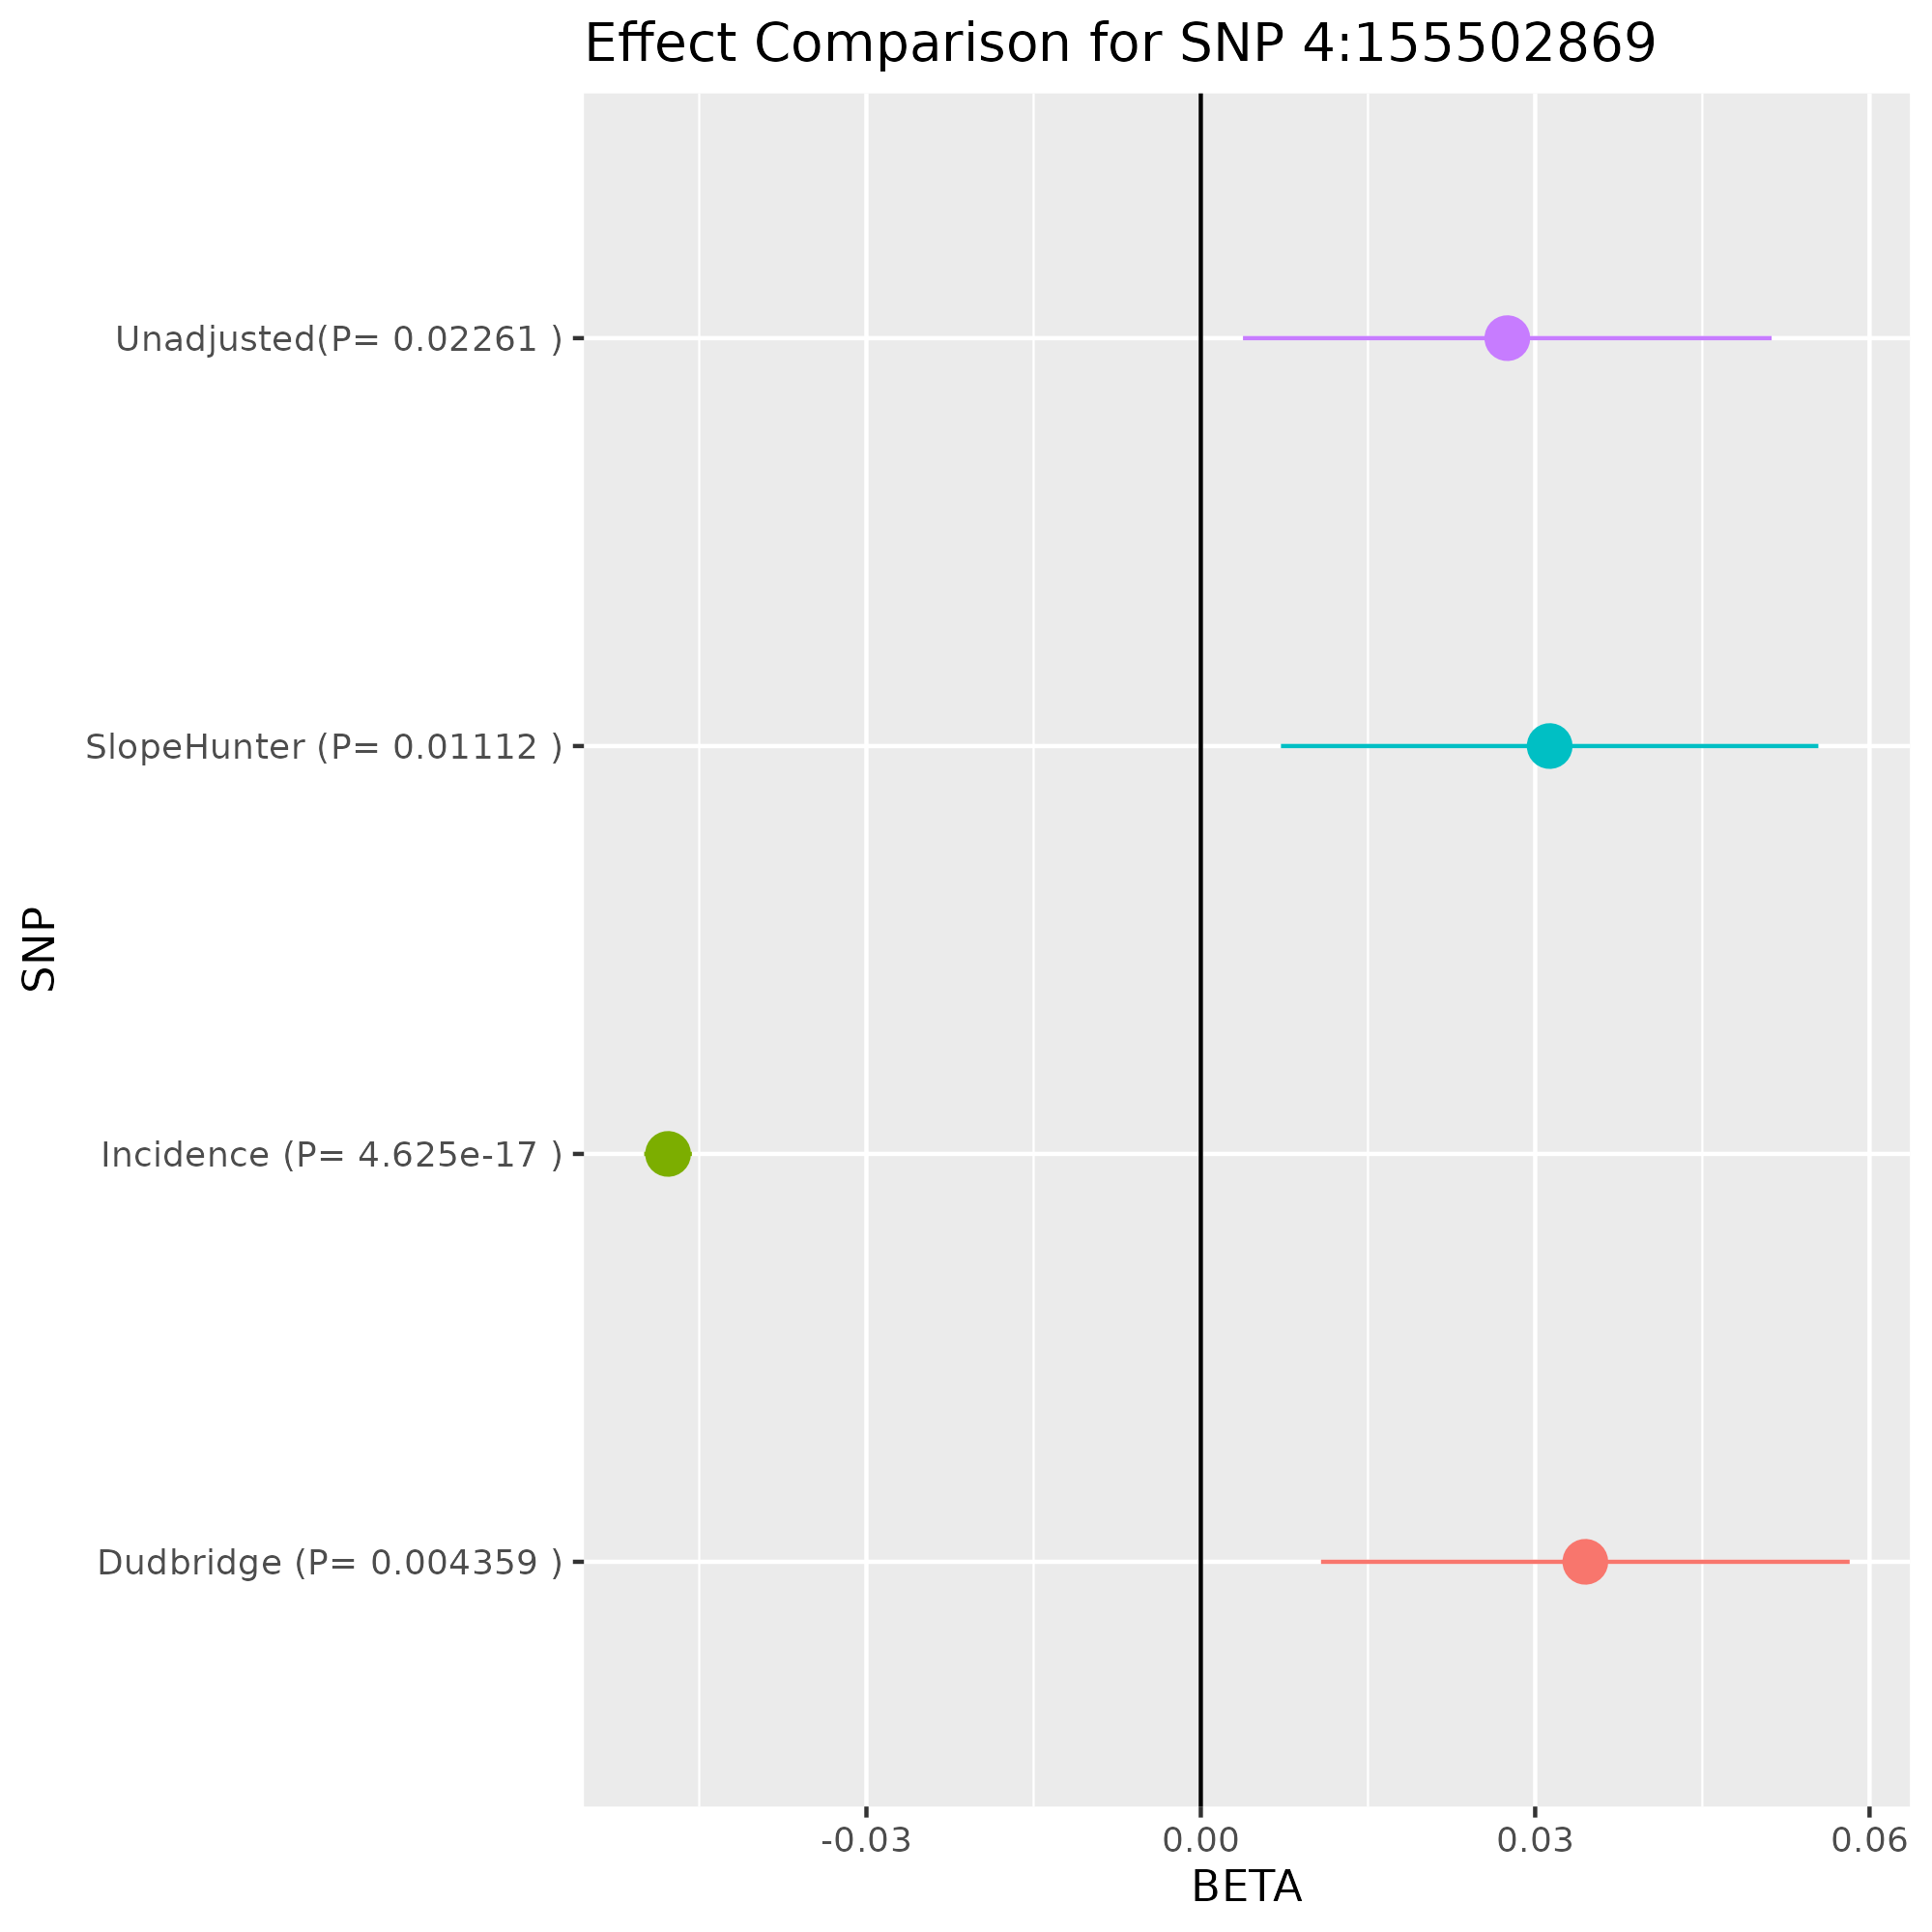 Effect Comparison for SNP 4:155502869
SNP
Unadjusted(P= 0.02261 )
SlopeHunter (P= 0.01112 )
Incidence (P= 4.625e-17 )
Dudbridge (P= 0.004359 )
-0.03 0.00 0.03 0.06
BETA